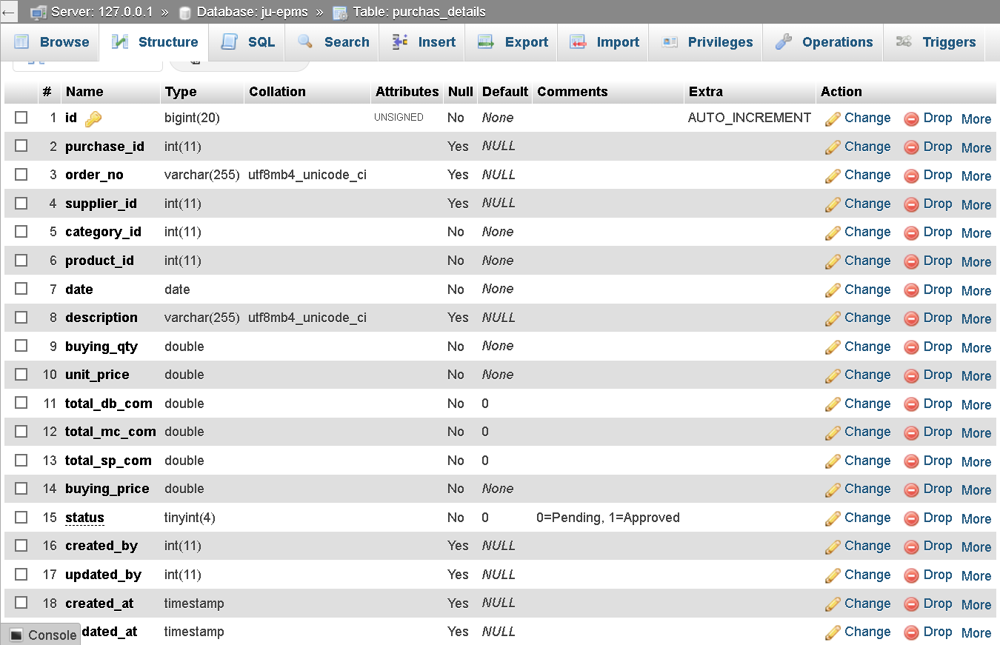 ← Server: 127.0.0.1 » Database: ju-epms » Table: purchas_details
Browse Structure SQL Search Insert Export Import Privileges Operations Triggers
# Name Type Collation Attributes Null Default Comments Extra Action
1 id bigint(20) UNSIGNED No None AUTO_INCREMENT Change Drop More
2 purchase_id int(11) Yes NULL Change Drop More
3 order_no varchar(255) utf8mb4_unicode_ci Yes NULL Change Drop More
4 supplier_id int(11) Yes NULL Change Drop More
5 category_id int(11) No None Change Drop More
6 product_id int(11) No None Change Drop More
7 date date No None Change Drop More
8 description varchar(255) utf8mb4_unicode_ci Yes NULL Change Drop More
9 buying_qty double No None Change Drop More
10 unit_price double No None Change Drop More
11 total_db_com double No 0 Change Drop More
12 total_mc_com double No 0 Change Drop More
13 total_sp_com double No 0 Change Drop More
14 buying_price double No None Change Drop More
15 status tinyint(4) No 0 0=Pending, 1=Approved Change Drop More
16 created_by int(11) Yes NULL Change Drop More
17 updated_by int(11) Yes NULL Change Drop More
18 created_at timestamp Yes NULL Change Drop More
Console dated_at timestamp Yes NULL Change Drop More